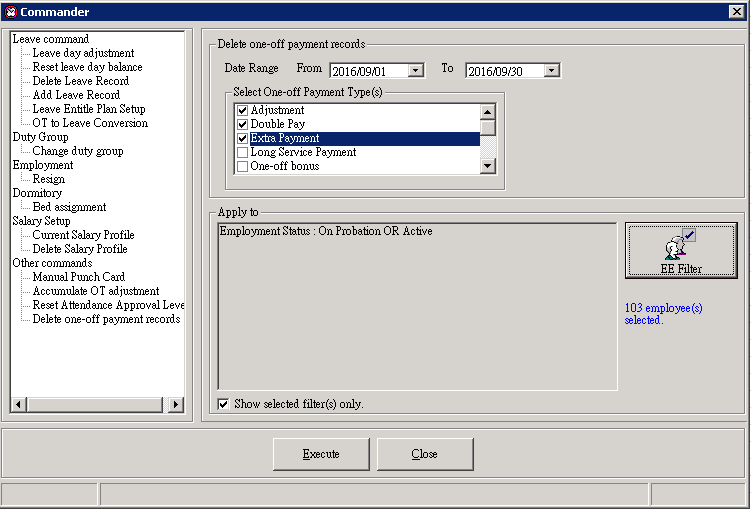 Commander
Leave command
Leave day adjustment
Reset leave day balance
Delete Leave Record
Add Leave Record
Leave Entitle Plan Setup
OT to Leave Conversion
Duty Group
Change duty group
Employment
Resign
Dormitory
Bed assignment
Salary Setup
Current Salary Profile
Delete Salary Profile
Other commands
Manual Punch Card
Accumulate OT adjustment
Reset Attendance Approval Leve
Delete one-off payment records
Delete one-off payment records
Date Range From 2016/09/01 To 2016/09/30
Select One-off Payment Type(s)
Adjustment
Double Pay
Extra Payment
Long Service Payment
One-off bonus
Apply to
Employment Status : On Probation OR Active
EE Filter
103 employee(s)
selected.
Show selected filter(s) only.
Execute Close